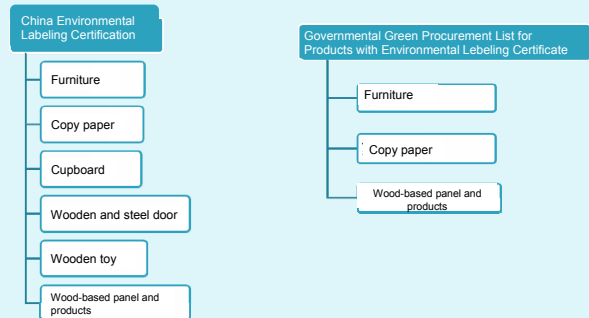 China Environmental
Labeling Certification
Furniture
Copy paper
Cupboard
Wooden and steel door
Wooden toy
Wood-based panel and
products
Governmental Green Procurement List for
Products with Environmental Lebeling Certificate
Furniture
Copy paper
Wood-based panel and
products